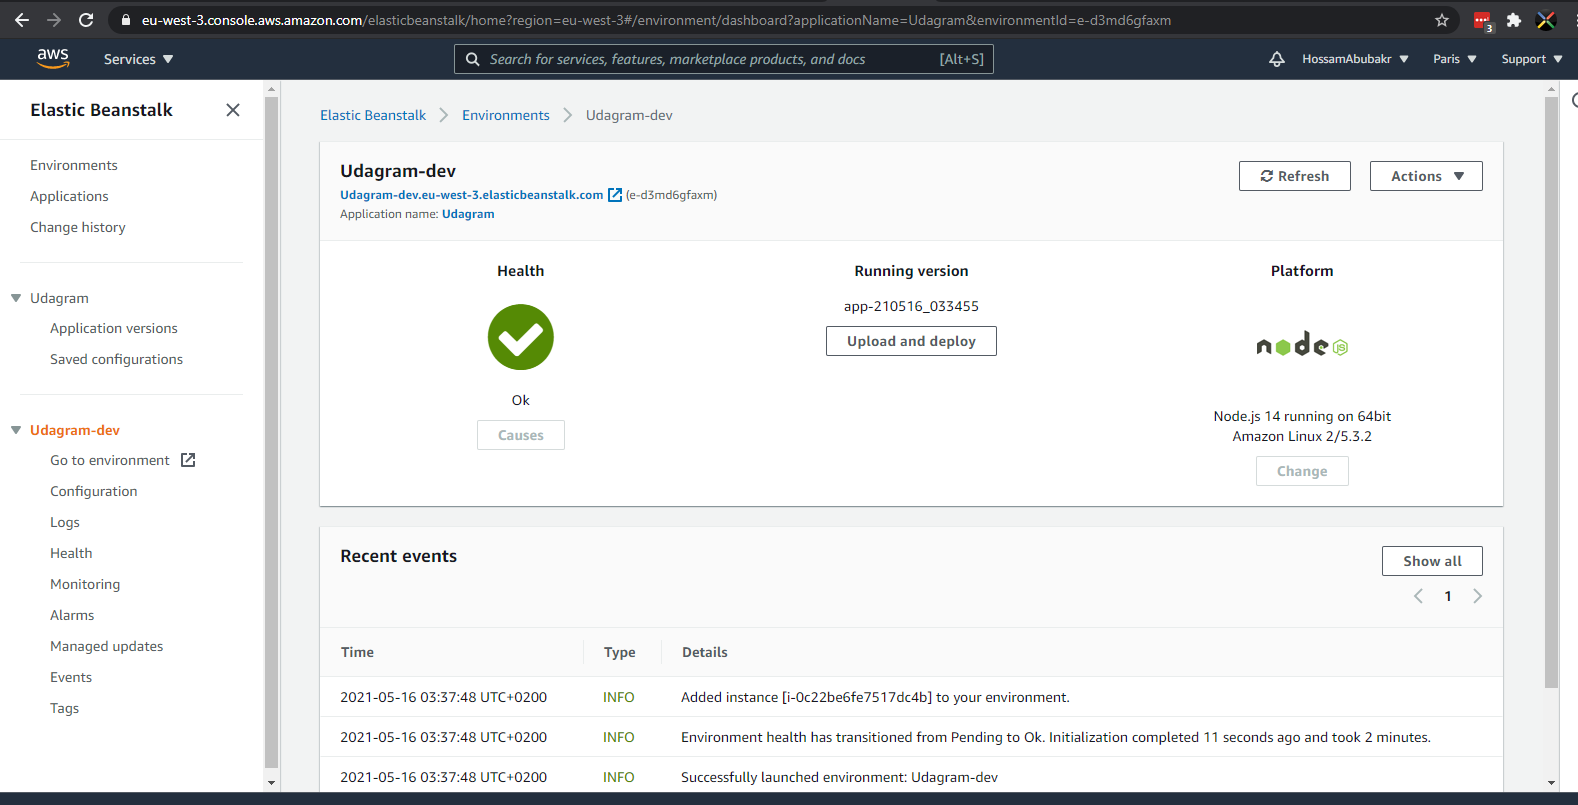 eu-west-3.console.aws.amazon.com/elasticbeanstalk/home?region=eu-west-3#/environment/dashboard?applicationName=Udagram&environmentId=e-d3md6gfaxm
3
aws
Services
Search for services, features, marketplace products, and docs
[Alt+S]
HossamAbubakr
Paris
Support
Elastic Beanstalk
Environments
Applications
Change history
Udagram
Application versions
Saved configurations
Udagram-dev
Go to environment
Configuration
Logs
Health
Monitoring
Alarms
Managed updates
Events
Tags
Elastic Beanstalk
Environments
Udagram-dev
Udagram-dev
Udagram-dev.eu-west-3.elasticbeanstalk.com (e-d3md6gfaxm)
Application name: Udagram
Refresh
Actions
Health
Ok
Causes
Running version
app-210516_033455
Upload and deploy
Platform
node
JS
Node.js 14 running on 64bit
Amazon Linux 2/5.3.2
Change
Recent events
Show all
1
Time Type Details
2021-05-16 03:37:48 UTC+0200 INFO Added instance [i-0c22be6fe7517dc4b] to your environment.
2021-05-16 03:37:48 UTC+0200 INFO Environment health has transitioned from Pending to Ok. Initialization completed 11 seconds ago and took 2 minutes.
2021-05-16 03:37:48 UTC+0200 INFO Successfully launched environment: Udagram-dev